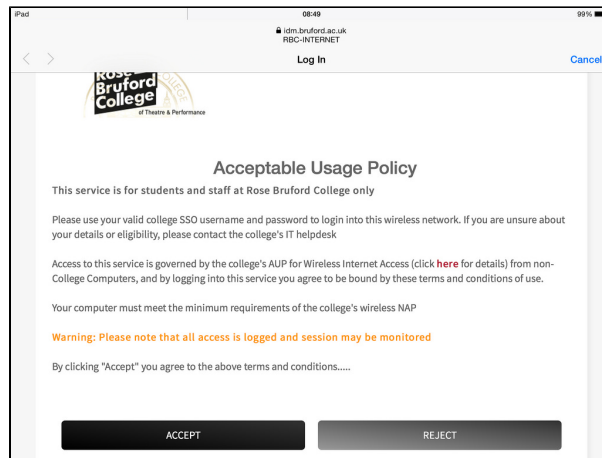 iPad 08:49 99%
idm.bruford.ac.uk
RBC-INTERNET
Log In Cancel
Rose
Bruford
College
of Theatre & Performance
Acceptable Usage Policy
This service is for students and staff at Rose Bruford College only
Please use your valid college SSO username and password to login into this wireless network. If you are unsure about
your details or eligibility, please contact the college's IT helpdesk
Access to this service is governed by the college's AUP for Wireless Internet Access (click here for details) from non-
College Computers, and by logging into this service you agree to be bound by these terms and conditions of use.
Your computer must meet the minimum requirements of the college's wireless NAP
Warning: Please note that all access is logged and session may be monitored
By clicking "Accept" you agree to the above terms and conditions.....
ACCEPT REJECT